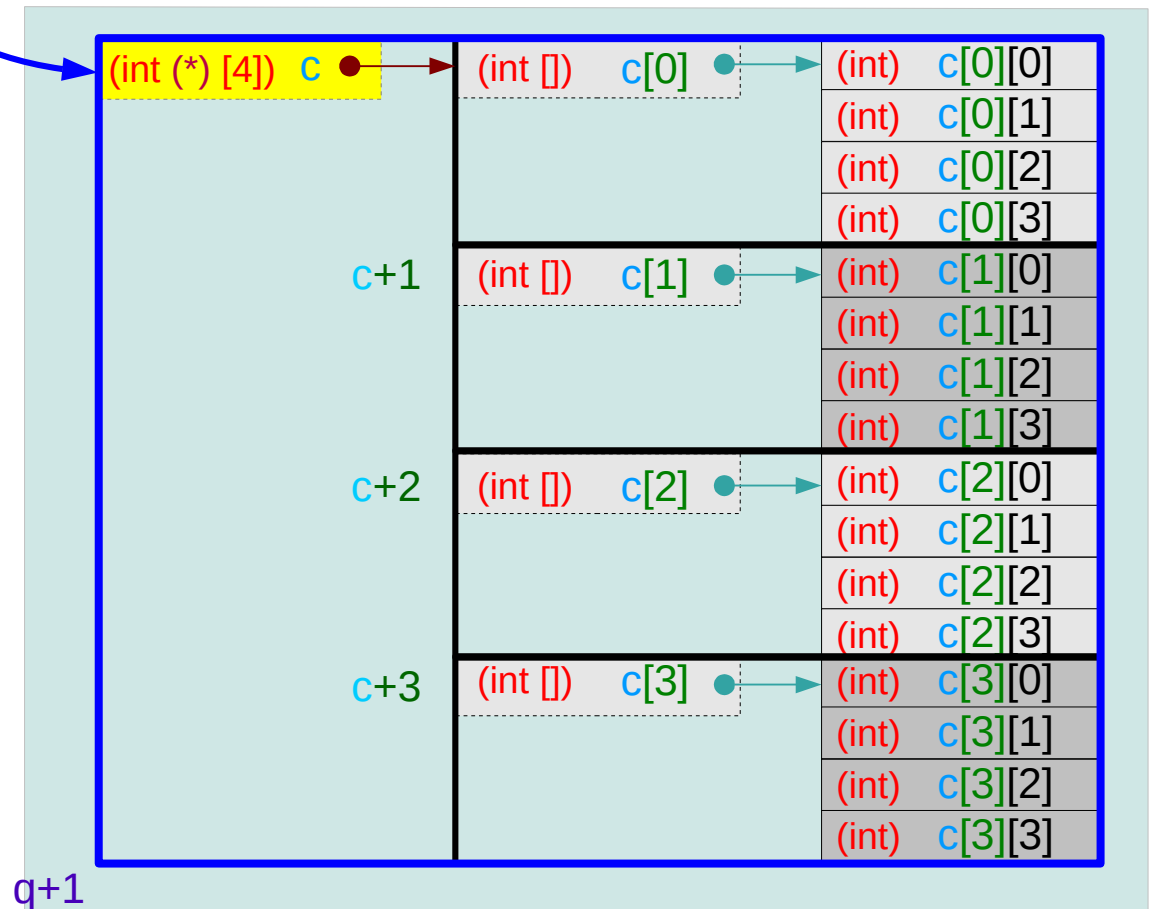 (int (*) [4]) c (int []) c[0] (int) c[0][0]
(int) c[0][1]
(int) c[0][2]
(int) c[0][3]
c+1 (int []) c[1] (int) c[1][0]
(int) c[1][1]
(int) c[1][2]
(int) c[1][3]
c+2 (int []) c[2] (int) c[2][0]
(int) c[2][1]
(int) c[2][2]
(int) c[2][3]
c+3 (int []) c[3] (int) c[3][0]
(int) c[3][1]
(int) c[3][2]
(int) c[3][3]
q+1